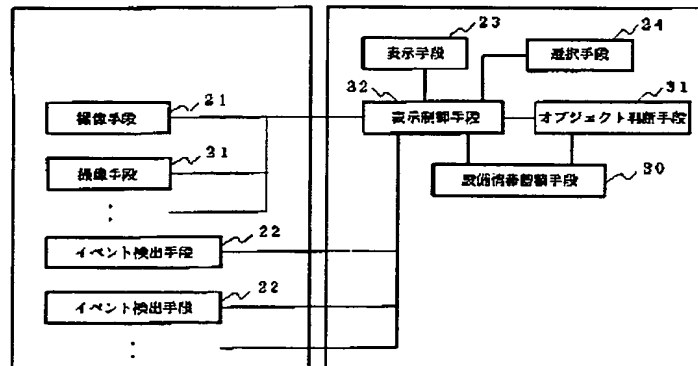 23
表示手段
24
選択手段
21
撮像手段
32
表示制御手段
31
オブジェクト判断手段
21
撮像手段
設備情報蓄積手段
30
22
イベント検出手段
22
イベント検出手段